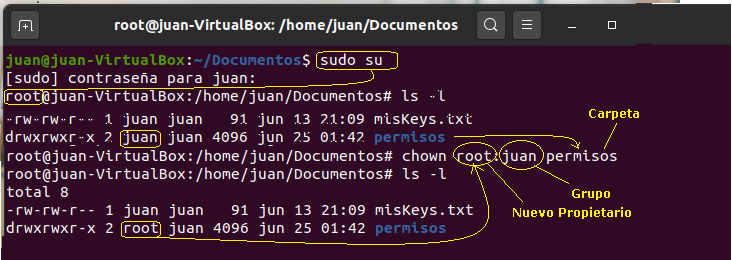 root@juan-VirtualBox: /home/juan/Documentos
juan@juan-VirtualBox:~/Documentos$ sudo su
[sudo] contraseña para juan:
root@juan-VirtualBox:/home/juan/Documentos# ls -l
-rw-rw-r-- 1 juan juan   91 jun 13 21:09 misKeys.txt
drwxrwxr-x 2 juan juan 4096 jun 25 01:42 permisos
Carpeta
root@juan-VirtualBox:/home/juan/Documentos# chown root:juan permisos
root@juan-VirtualBox:/home/juan/Documentos# ls -l
Grupo
total 8
Nuevo Propietario
-rw-rw-r-- 1 juan juan   91 jun 13 21:09 misKeys.txt
drwxrwxr-x 2 root juan 4096 jun 25 01:42 permisos